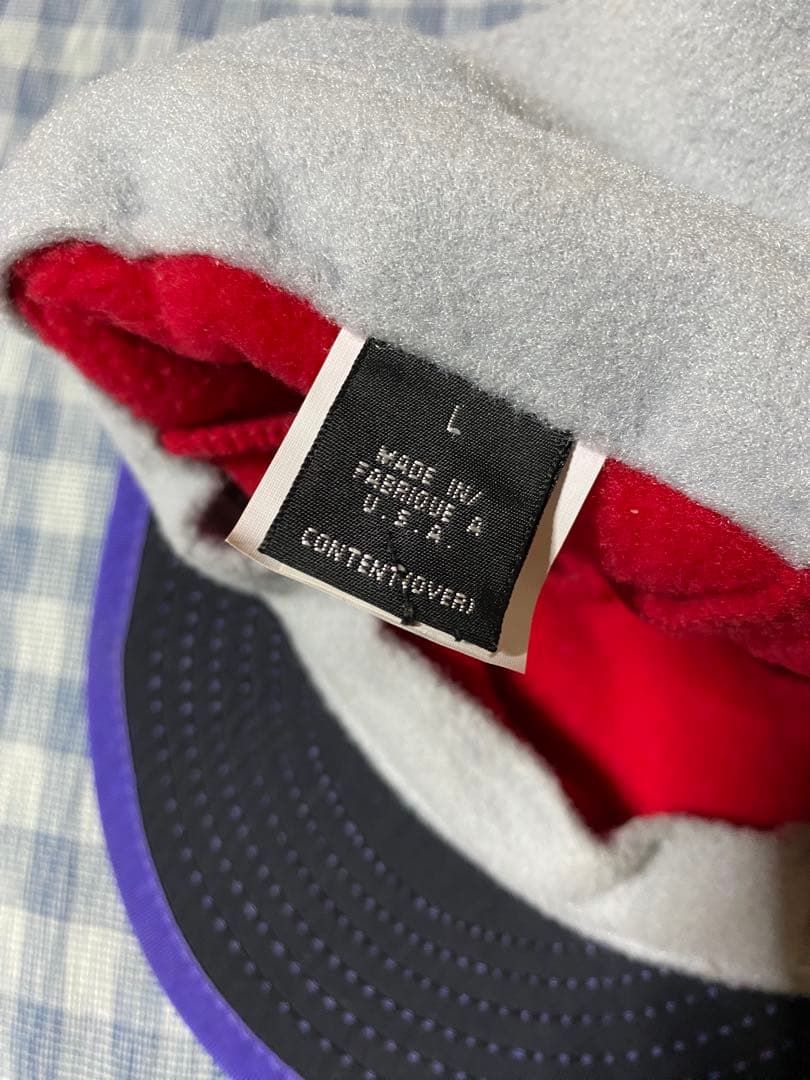 L
MADE IN/
FABRIQUE A
U.S.A.
CONTENT(OVER)